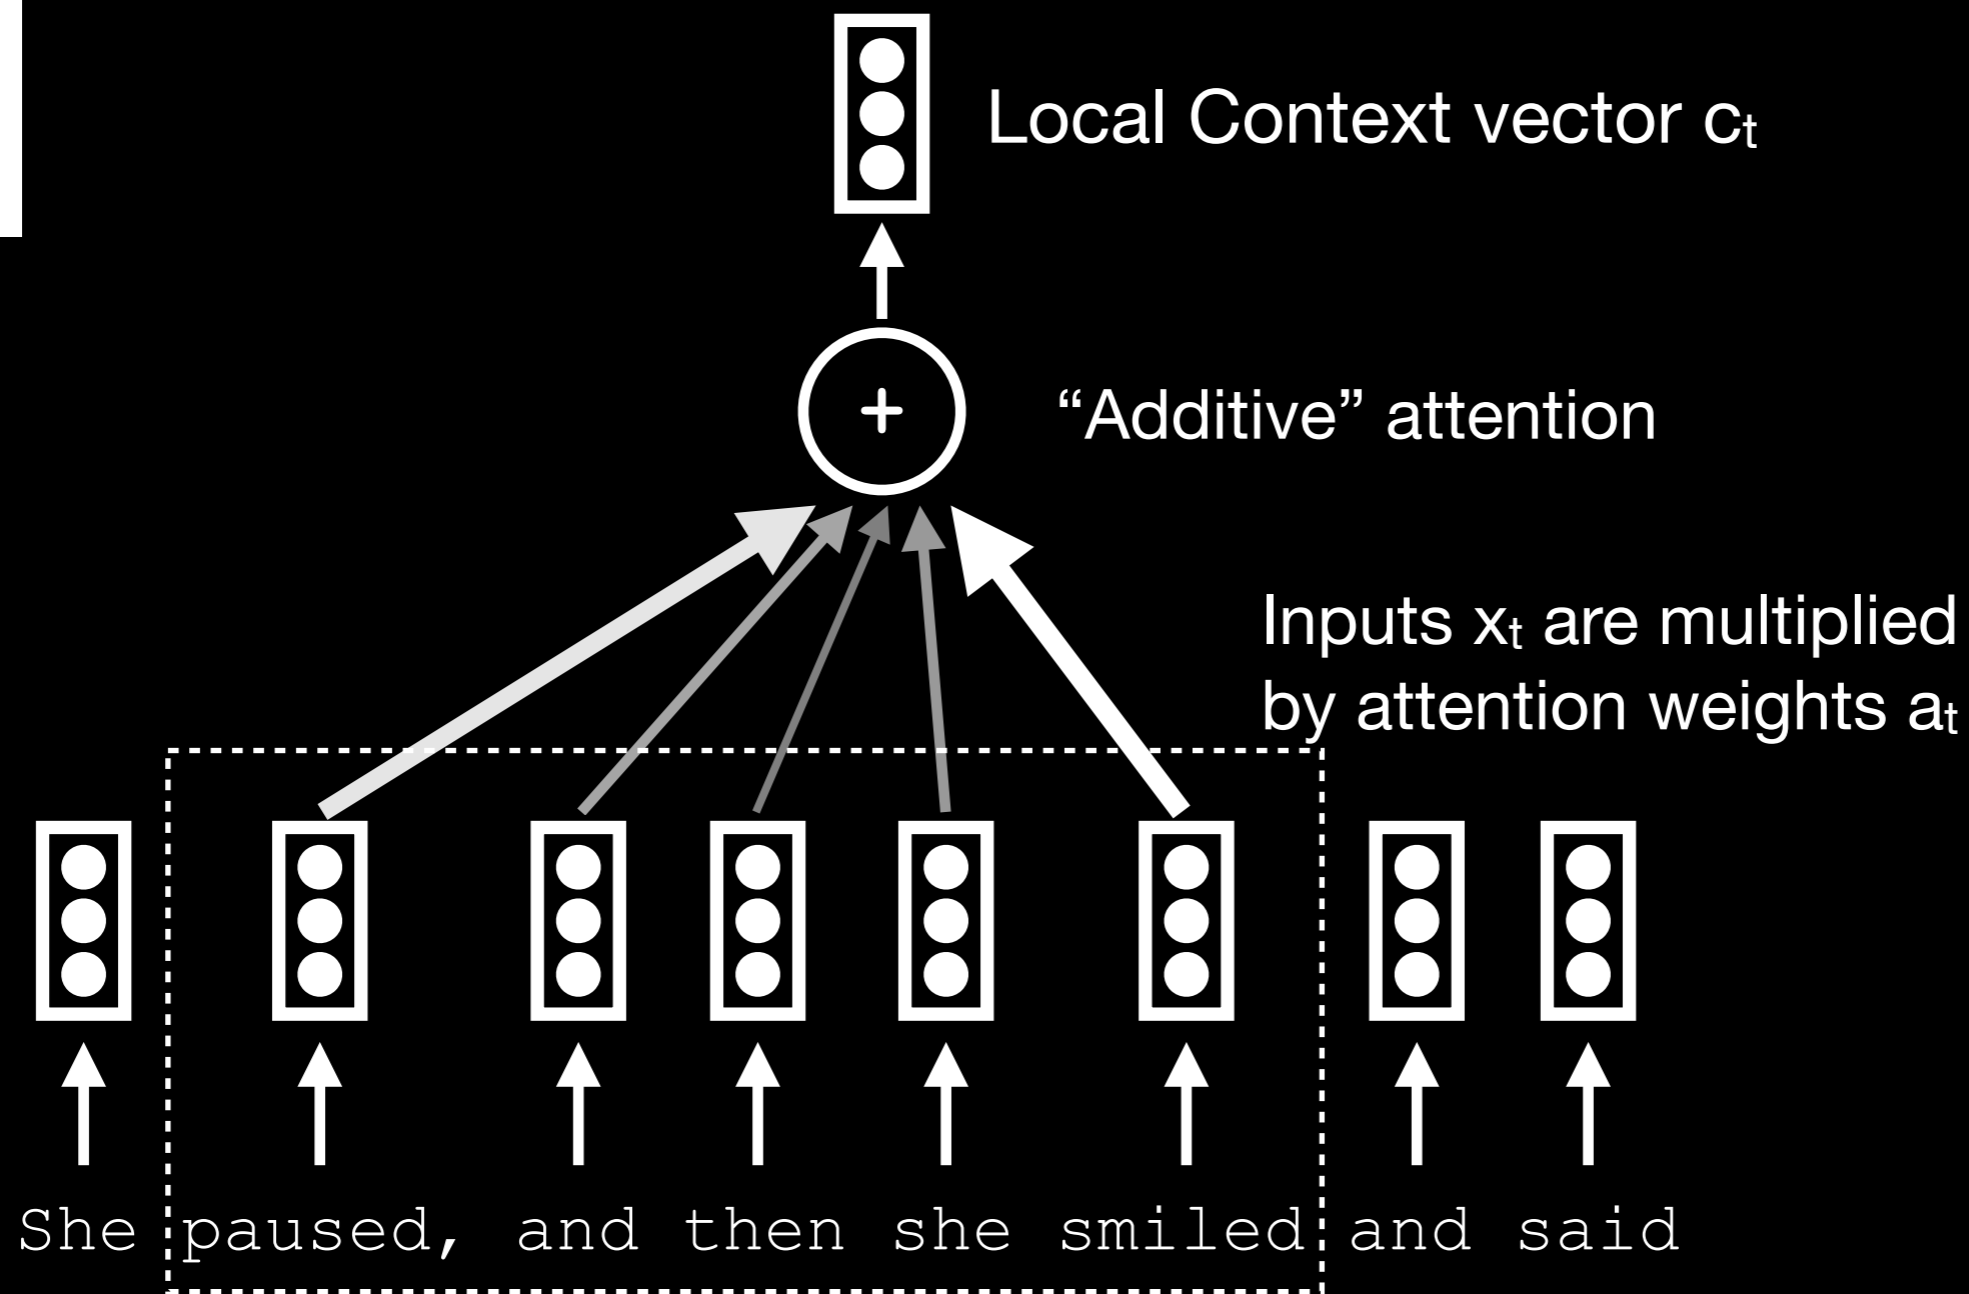 Local Context vector cₜ
+
“Additive” attention
Inputs xₜ are multiplied
by attention weights aₜ
She paused, and then she smiled and said